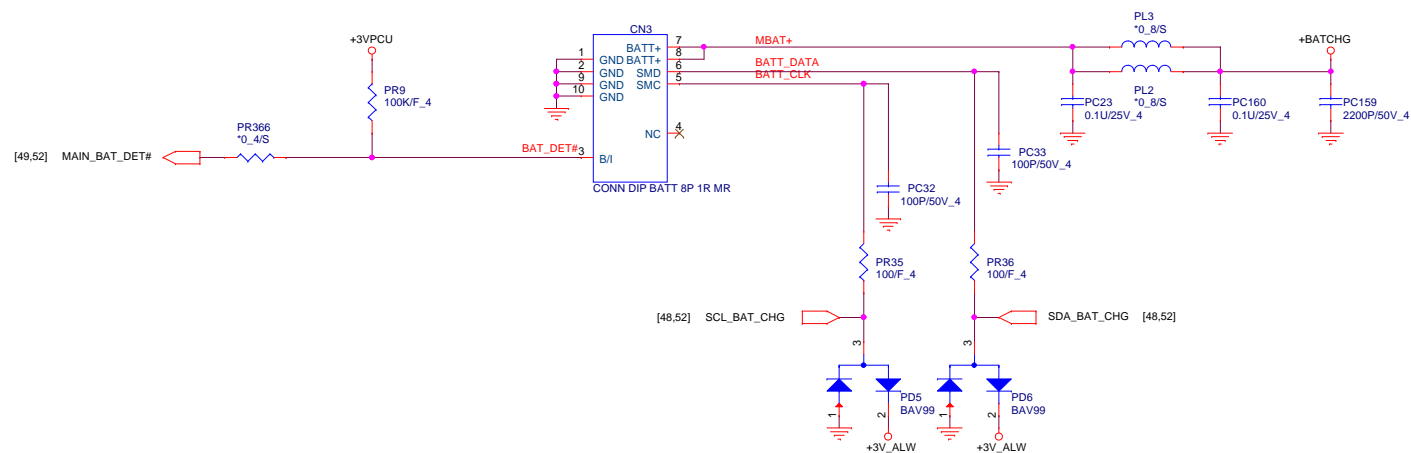 PL3
*0_8/S
CN3
+3VPCU
MBAT+
+BATCHG
7
BATT+
8
BATT+
1
GND
BATT_DATA
2
GND
6
SMD
BATT_CLK
9
GND
5
SMC
10
GND
PL2
*0_8/S
PR9
100K/F_4
PC23
0.1U/25V_4
PC160
0.1U/25V_4
PC159
2200P/50V_4
PR366
*0_4/S
NC
4
[49,52] MAIN_BAT_DET#
BAT_DET#
3
B/I
PC33
100P/50V_4
CONN DIP BATT 8P 1R MR
PC32
100P/50V_4
PR35
100/F_4
PR36
100/F_4
[48,52] SCL_BAT_CHG
SDA_BAT_CHG [48,52]
3
3
PD5
BAV99
PD6
BAV99
1
2
1
2
+3V_ALW
+3V_ALW